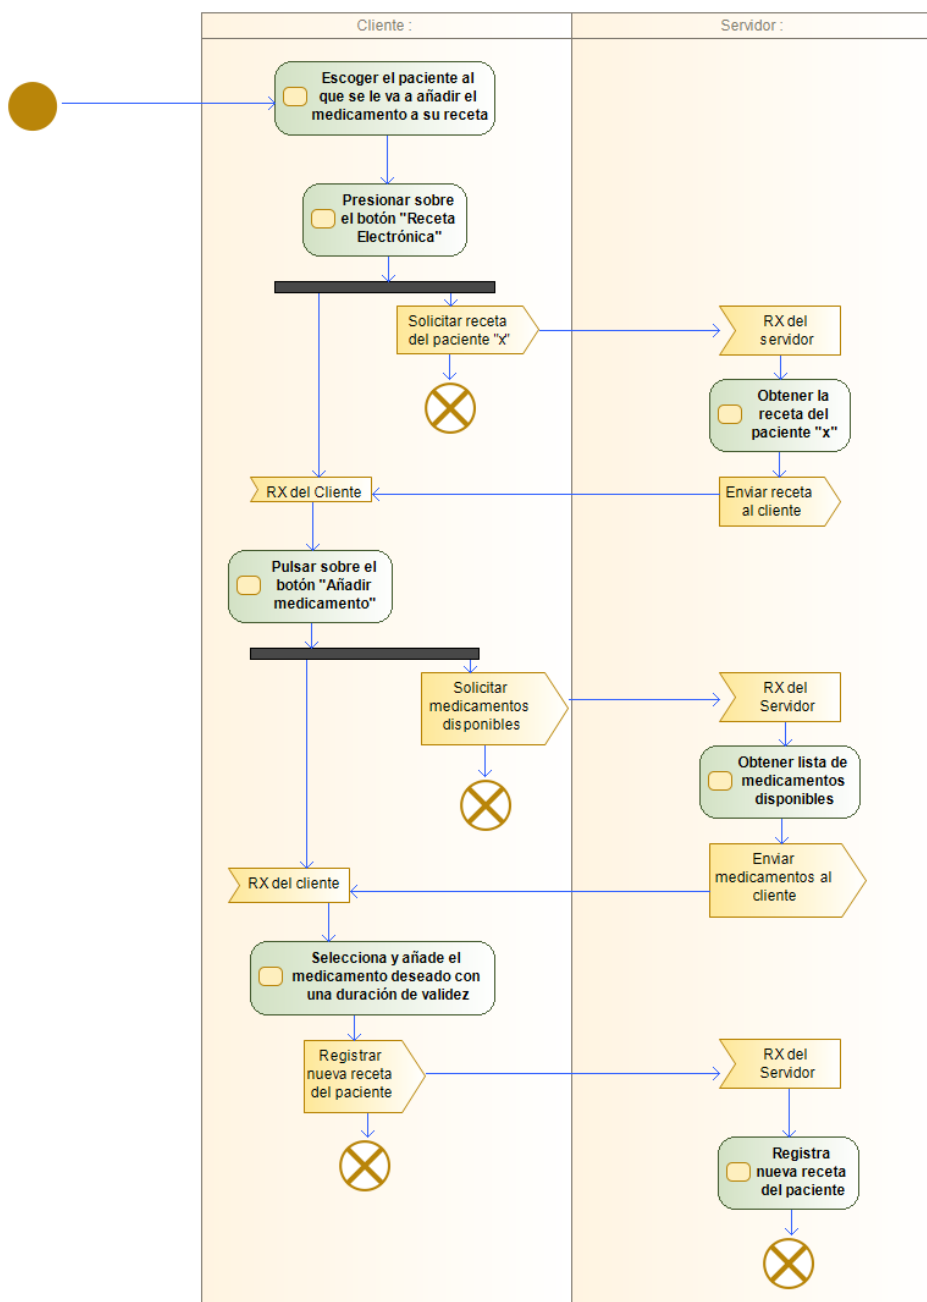 Cliente :
Servidor :
Escoger el paciente al
que se le va a añadir el
medicamento a su receta
Presionar sobre
el botón "Receta
Electrónica"
Solicitar receta
del paciente "x"
RX del
servidor
Obtener la
receta del
paciente "x"
RX del Cliente
Enviar receta
al cliente
Pulsar sobre el
botón "Añadir
medicamento"
Solicitar
medicamentos
disponibles
RX del
Servidor
Obtener lista de
medicamentos
disponibles
RX del cliente
Enviar
medicamentos al
cliente
Selecciona y añade el
medicamento deseado con
una duración de validez
Registrar
nueva receta
del paciente
RX del
Servidor
Registra
nueva receta
del paciente